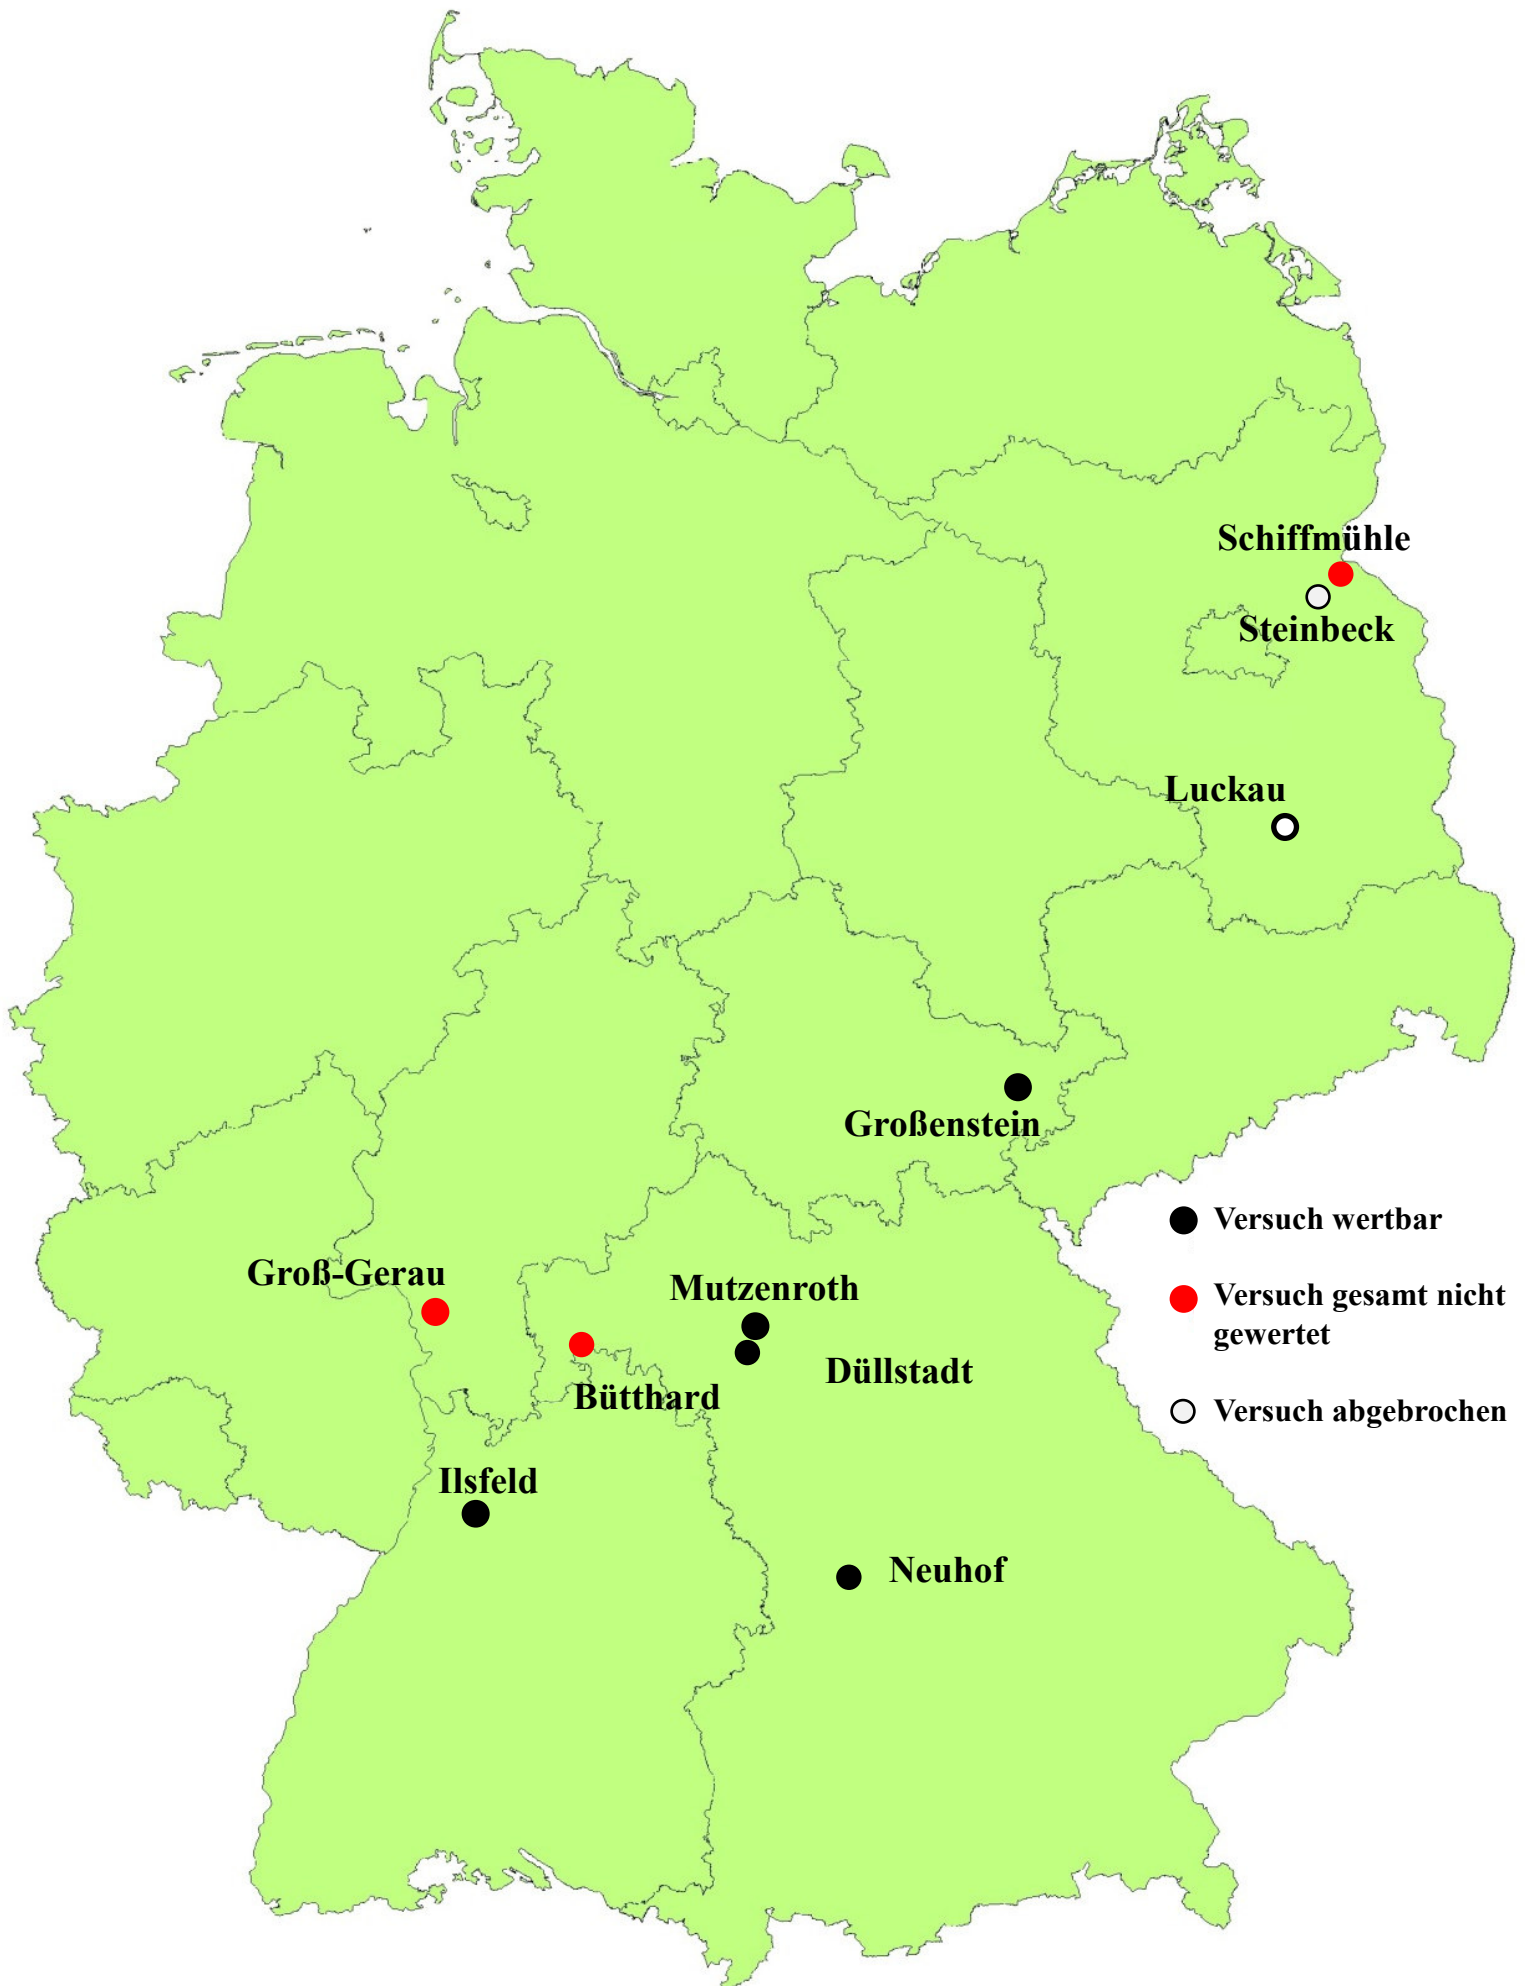 Schiffmühle
Steinbeck
Luckau
Großenstein
Versuch wertbar
Groß-Gerau
Mutzenroth
Versuch gesamt nicht
gewertet
Düllstadt
Bütthard
Versuch abgebrochen
Ilsfeld
Neuhof